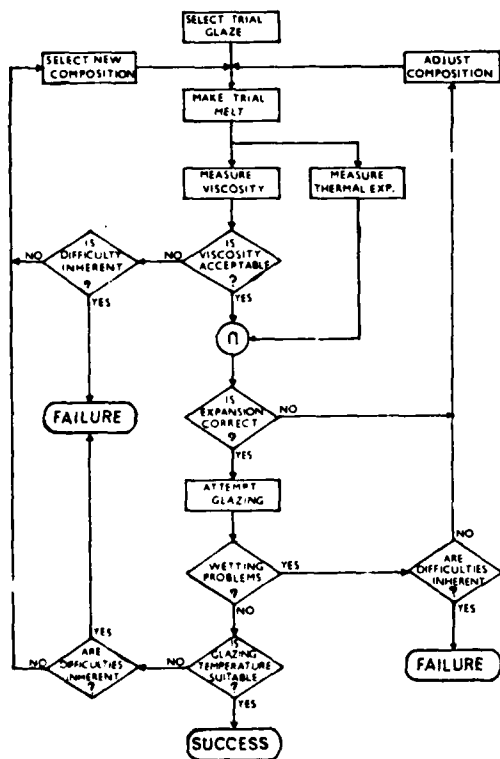 SELECT TRIAL
GLAZE
SELECT NEW
COMPOSITION
ADJUST
COMPOSITION
MAKE TRIAL
MELT
MEASURE
VISCOSITY
MEASURE
THERMAL EXP.
NO
IS
DIFFICULTY
INHERENT
?
YES
NO
IS
VISCOSITY
ACCEPTABLE
?
YES
∩
FAILURE
IS
EXPANSION
CORRECT
?
NO
YES
ATTEMPT
GLAZING
WETTING
PROBLEMS
?
YES
NO
NO
ARE
DIFFICULTIES
INHERENT
?
YES
FAILURE
YES
NO
ARE
DIFFICULTIES
INHERENT
?
NO
IS
GLAZING
TEMPERATURE
SUITABLE
?
YES
SUCCESS